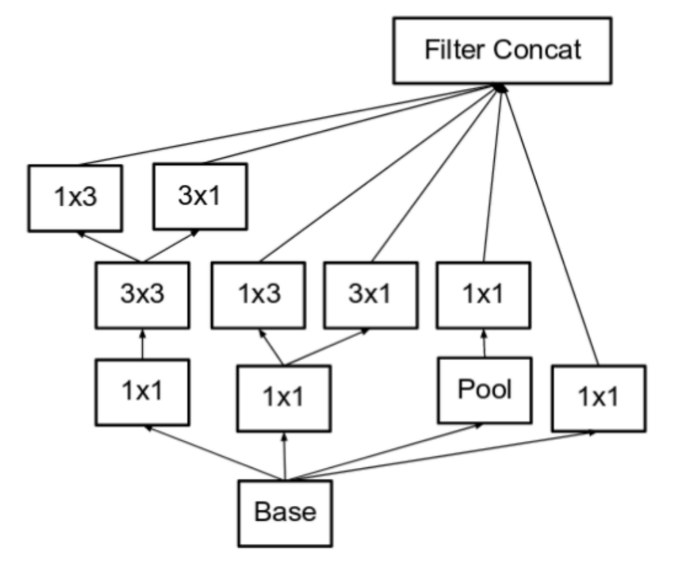 Filter Concat
1x3
3x1
3x3
1x3
3x1
1x1
1x1
1x1
Pool
1x1
Base